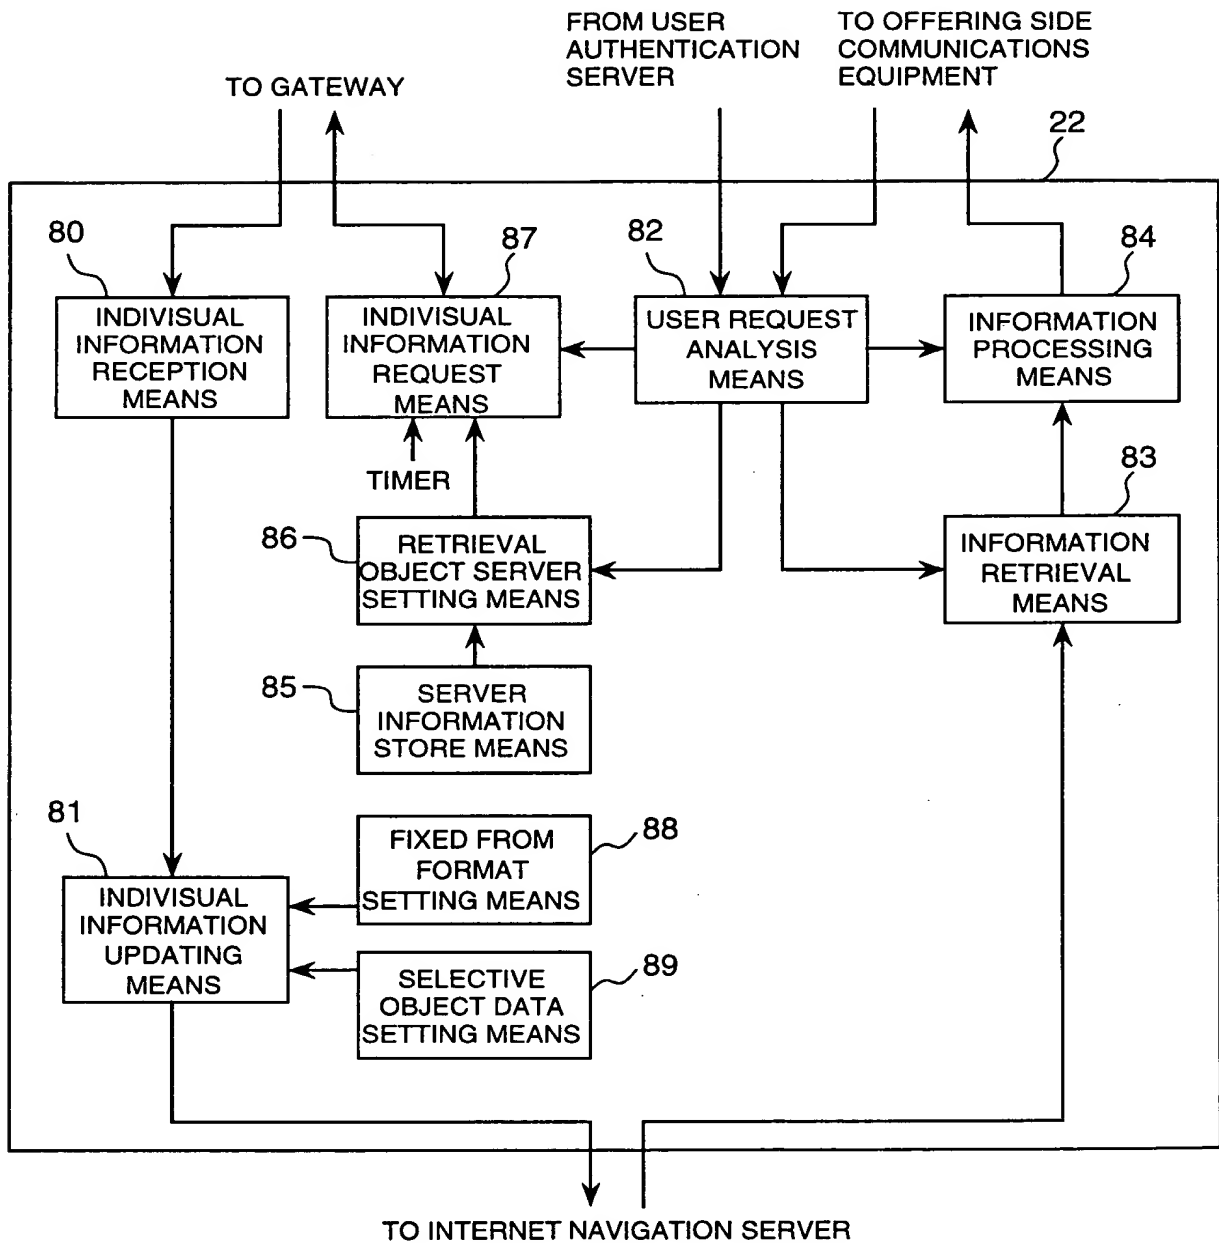 FROM USER
AUTHENTICATION
SERVER
TO OFFERING SIDE
COMMUNICATIONS
EQUIPMENT
TO GATEWAY
22
80
INDIVISUAL
INFORMATION
RECEPTION
MEANS
87
INDIVISUAL
INFORMATION
REQUEST
MEANS
82
USER REQUEST
ANALYSIS
MEANS
84
INFORMATION
PROCESSING
MEANS
TIMER
83
INFORMATION
RETRIEVAL
MEANS
86
RETRIEVAL
OBJECT SERVER
SETTING MEANS
85
SERVER
INFORMATION
STORE MEANS
81
INDIVISUAL
INFORMATION
UPDATING
MEANS
88
FIXED FROM
FORMAT
SETTING MEANS
89
SELECTIVE
OBJECT DATA
SETTING MEANS
TO INTERNET NAVIGATION SERVER